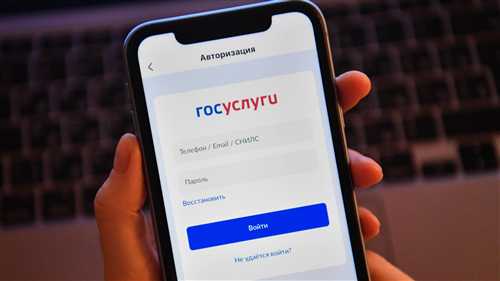 Авторизация
госуслуги
Телефон / Email / СНИЛС
Пароль
Восстановить
Войти
Не удаётся войти?